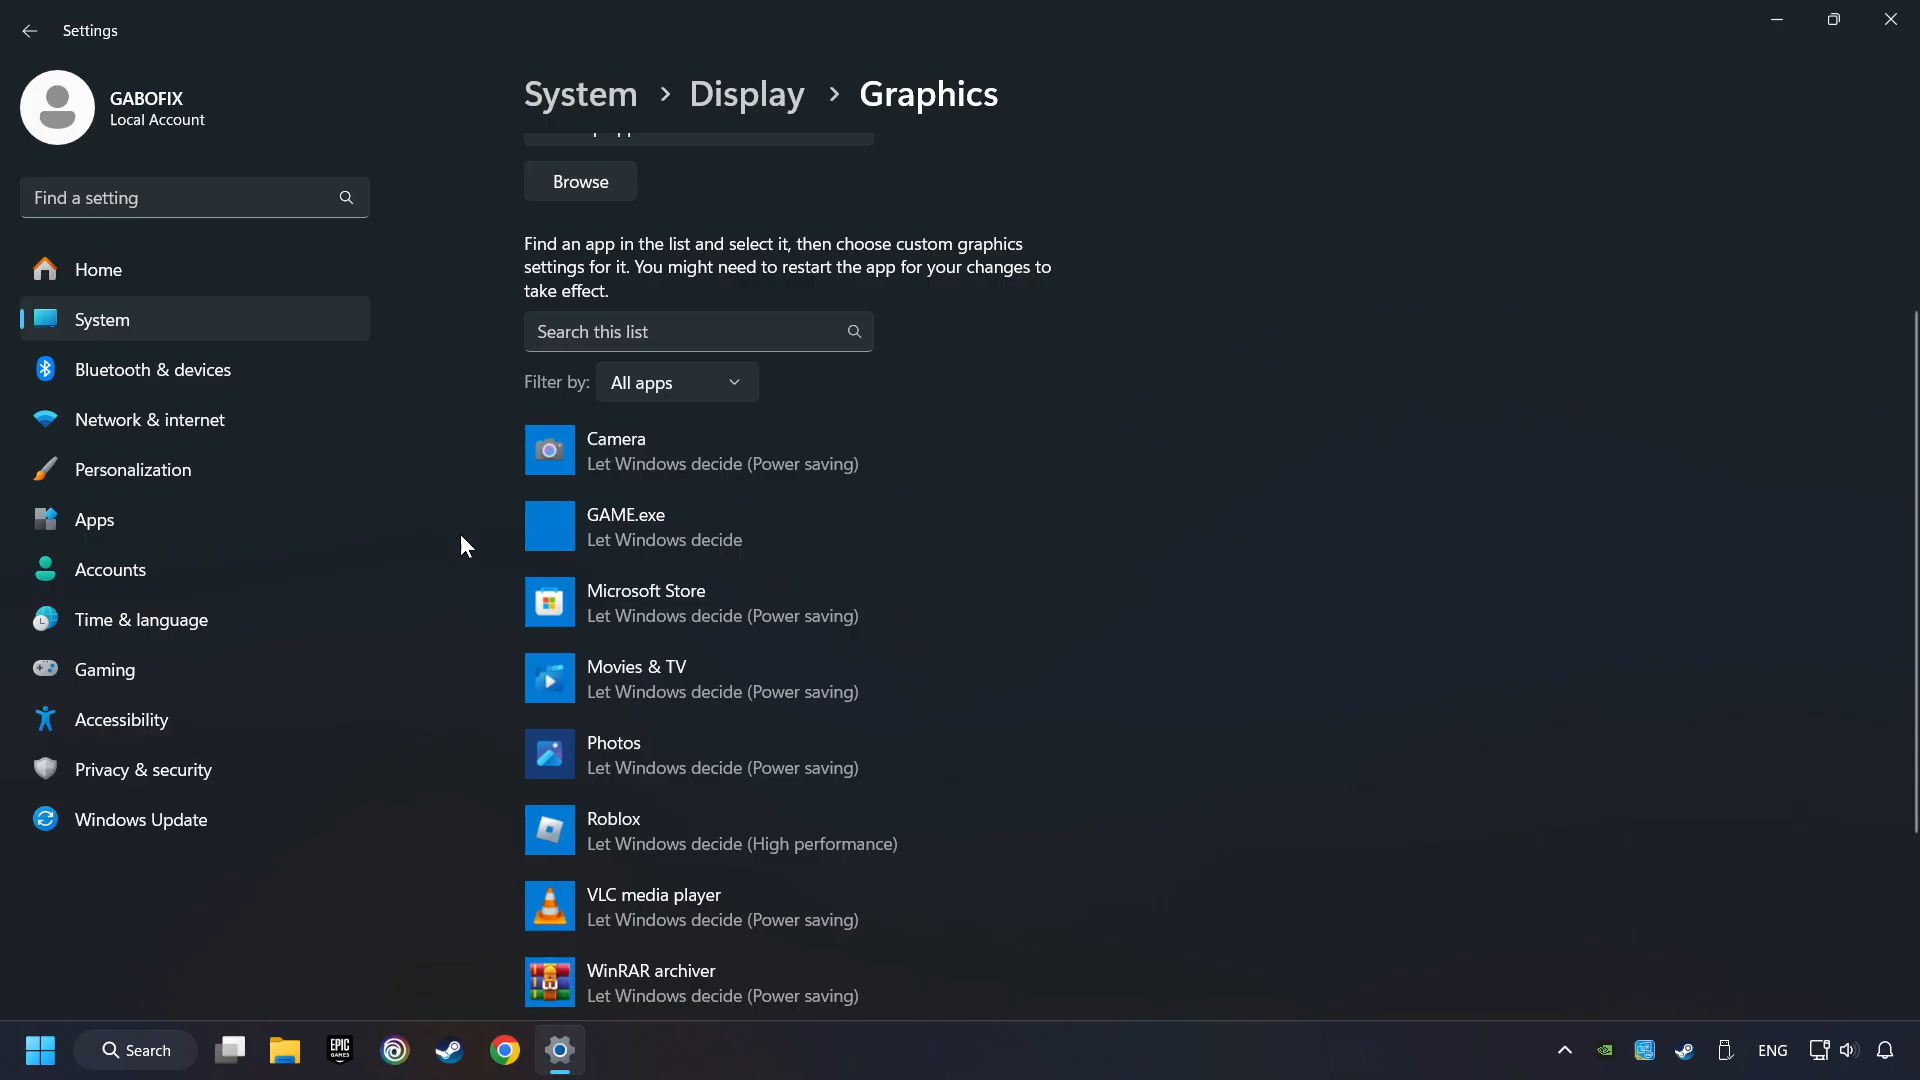 Settings
GABOFIX
Local Account
Find a setting
Home
System
Bluetooth & devices
Network & internet
Personalization
Apps
Accounts
Time & language
Gaming
Accessibility
Privacy & security
Windows Update
System > Display > Graphics
Browse
Find an app in the list and select it, then choose custom graphics
settings for it. You might need to restart the app for your changes to
take effect.
Search this list
Filter by: All apps
Camera
Let Windows decide (Power saving)
GAME.exe
Let Windows decide
Microsoft Store
Let Windows decide (Power saving)
Movies & TV
Let Windows decide (Power saving)
Photos
Let Windows decide (Power saving)
Roblox
Let Windows decide (High performance)
VLC media player
Let Windows decide (Power saving)
WinRAR archiver
Let Windows decide (Power saving)
Search
EPIC
GAMES
ENG